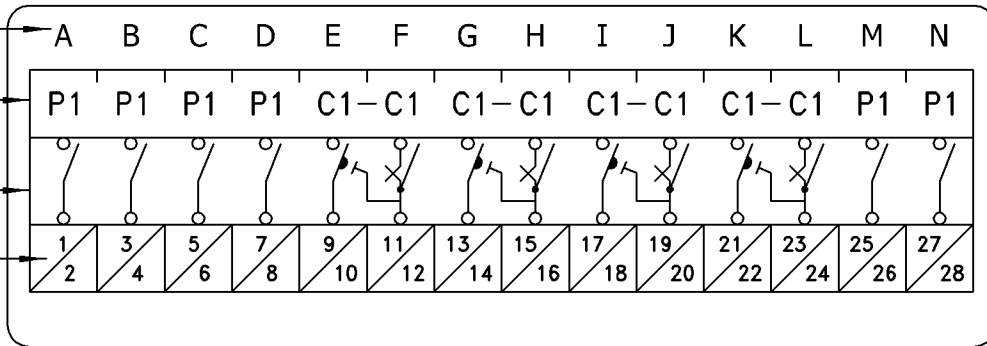 A B C D E F G H I J K L M N
P1 P1 P1 P1 C1-C1 C1-C1 C1-C1 C1-C1 P1 P1
1/2 3/4 5/6 7/8 9/10 11/12 13/14 15/16 17/18 19/20 21/22 23/24 25/26 27/28